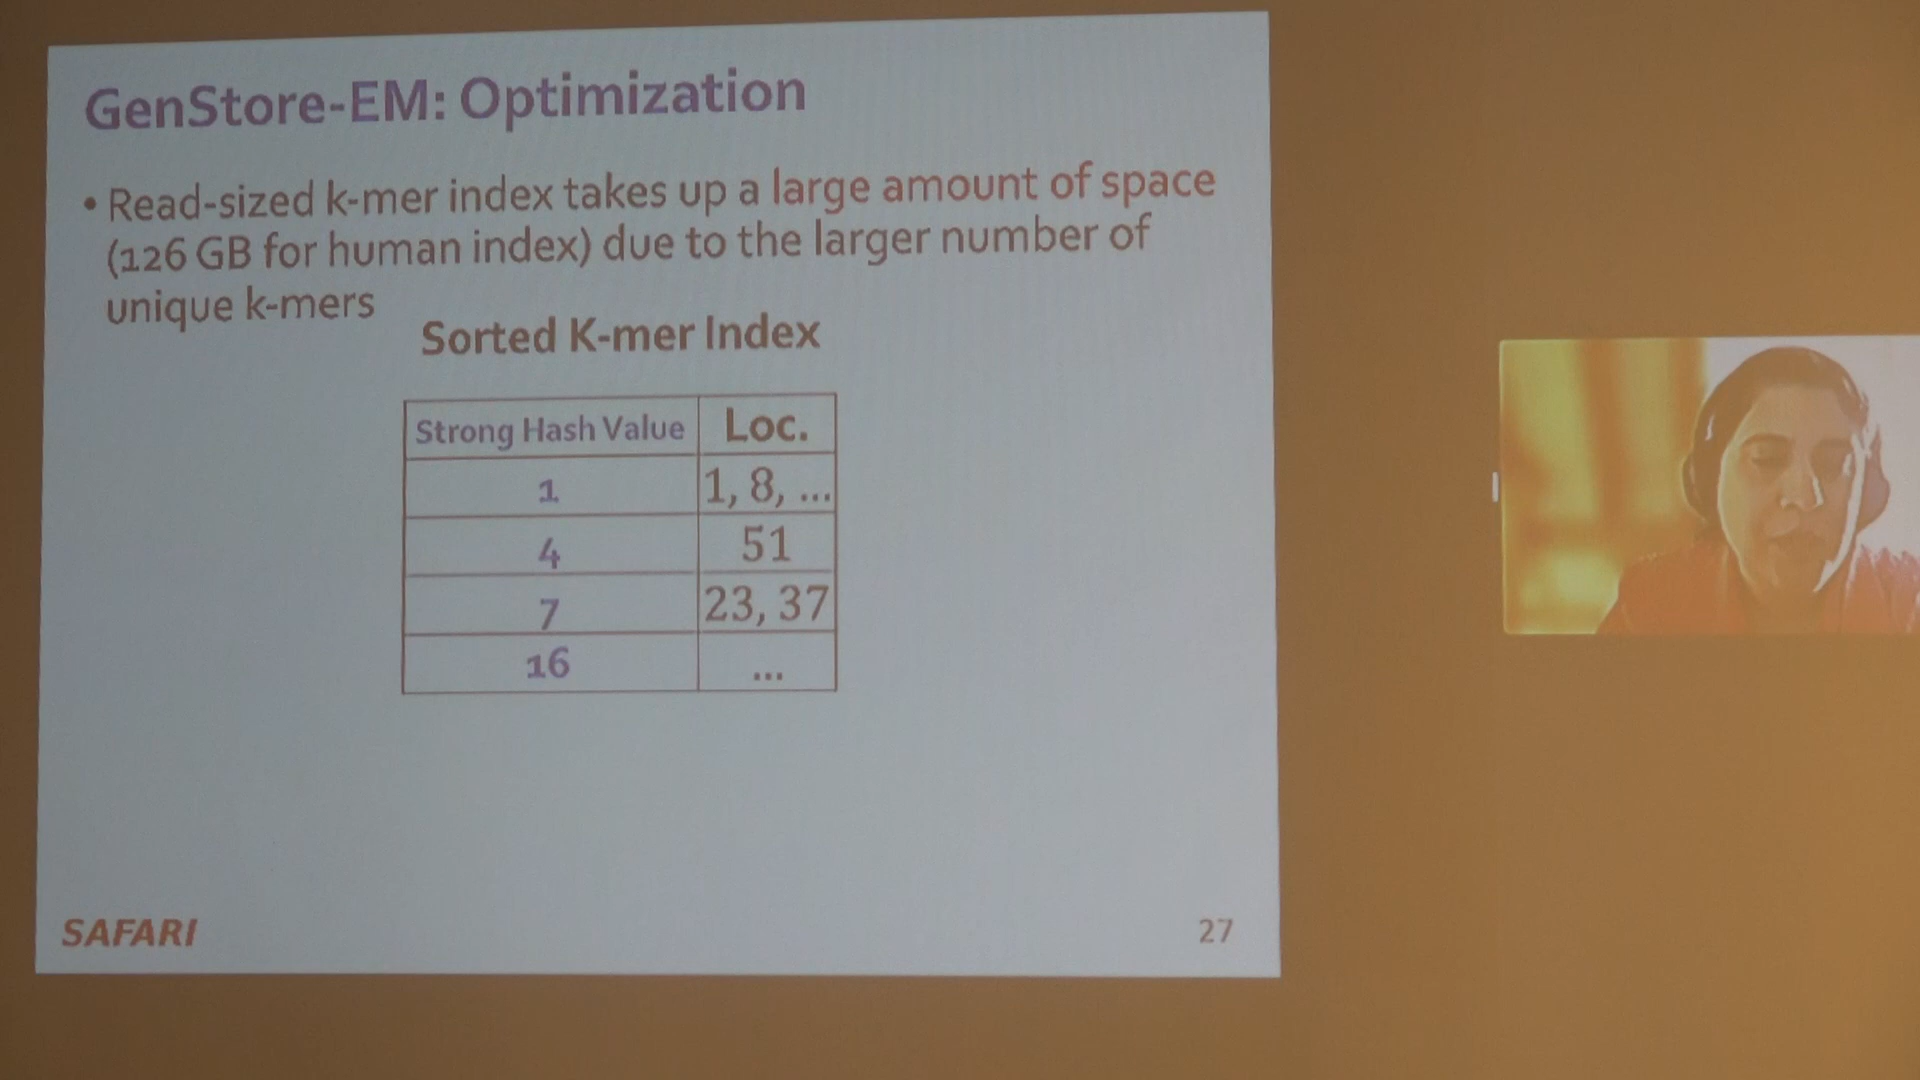 GenStore-EM: Optimization
• Read-sized k-mer index takes up a large amount of space
(126 GB for human index) due to the larger number of
unique k-mers
Sorted K-mer Index
Strong Hash Value Loc.
1 1, 8, ...
4 51
7 23, 37
16 ...
SAFARI
27